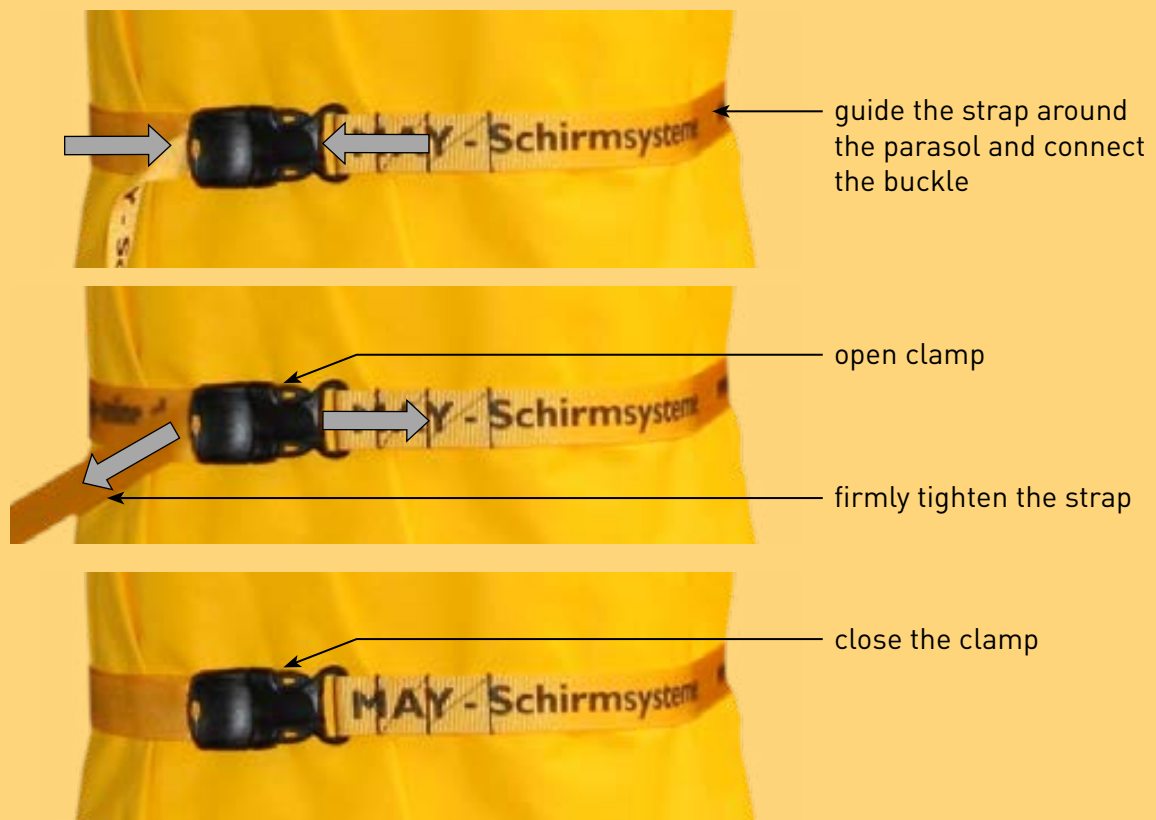 MAY - Schirmsysteme
guide the strap around
the parasol and connect
the buckle
MAY - Schirmsysteme
open clamp
firmly tighten the strap
MAY - Schirmsysteme
close the clamp